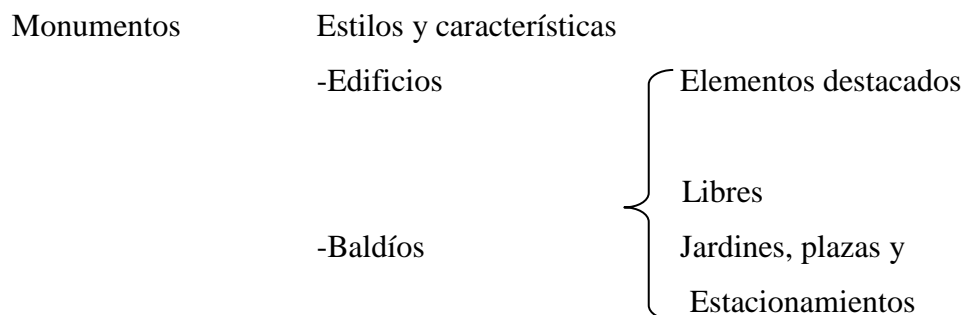 Monumentos Estilos y características
-Edificios Elementos destacados
Libres
-Baldíos Jardines, plazas y
Estacionamientos